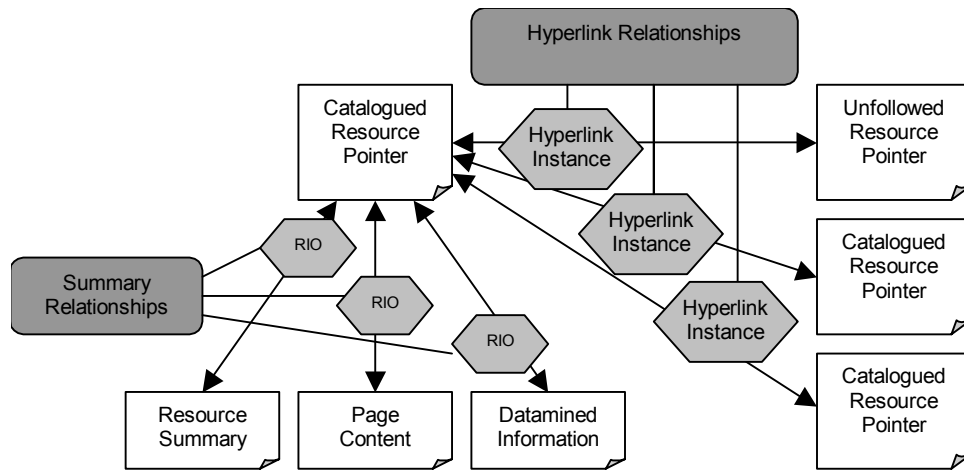 Hyperlink Relationships
Catalogued
Resource
Pointer
Hyperlink
Instance
Unfollowed
Resource
Pointer
Hyperlink
Instance
Catalogued
Resource
Pointer
Hyperlink
Instance
Catalogued
Resource
Pointer
Summary
Relationships
RIO
RIO
RIO
Resource
Summary
Page
Content
Datamined
Information